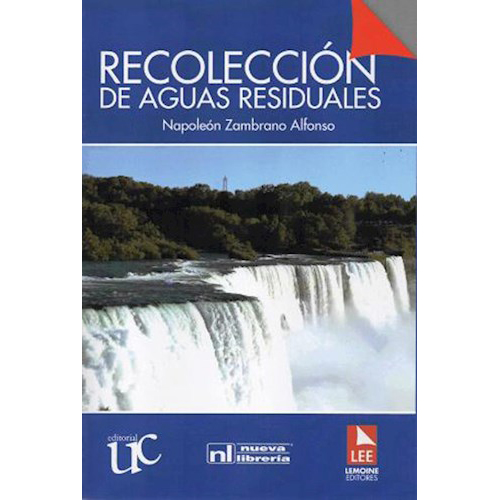 RECOLECCIÓN
DE AGUAS RESIDUALES
Napoleón Zambrano Alfonso
editorial
uc
nl nueva
librería
LEE
LEMOINE
EDITORES